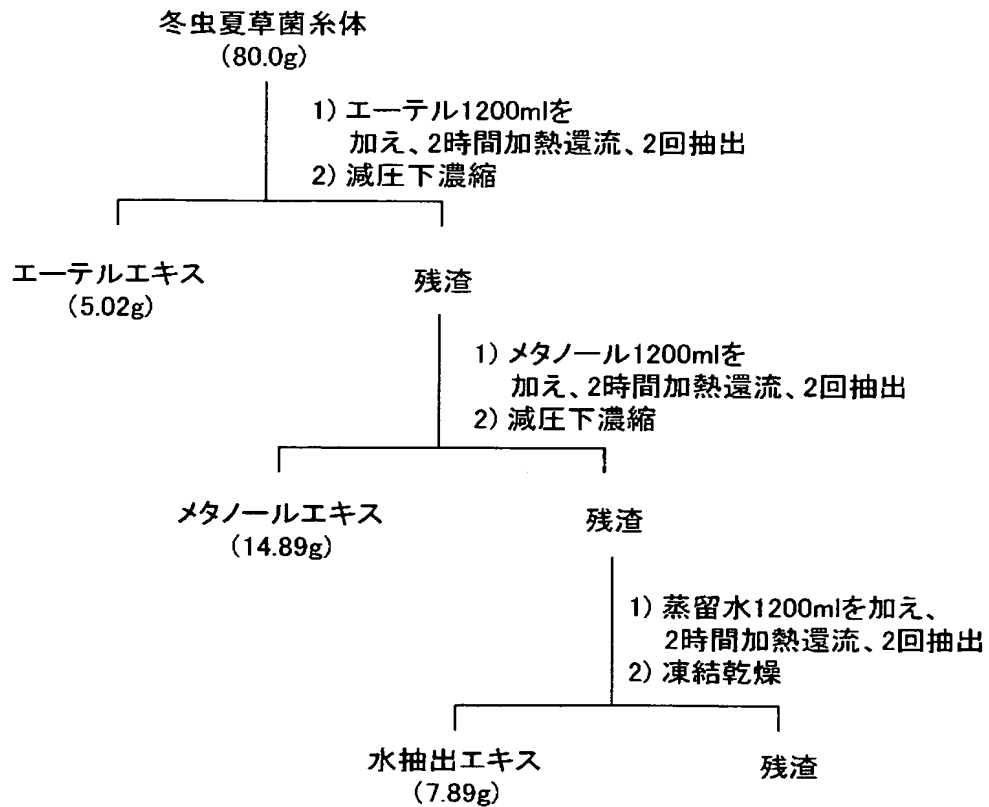 冬虫夏草菌糸体
(80.0g)
1) エーテル1200mlを
加え、2時間加熱還流、2回抽出
2) 減圧下濃縮
エーテルエキス
(5.02g)
残渣
1) メタノール1200mlを
加え、2時間加熱還流、2回抽出
2) 減圧下濃縮
メタノールエキス
(14.89g)
残渣
1) 蒸留水1200mlを加え、
2時間加熱還流、2回抽出
2) 凍結乾燥
水抽出エキス
(7.89g)
残渣